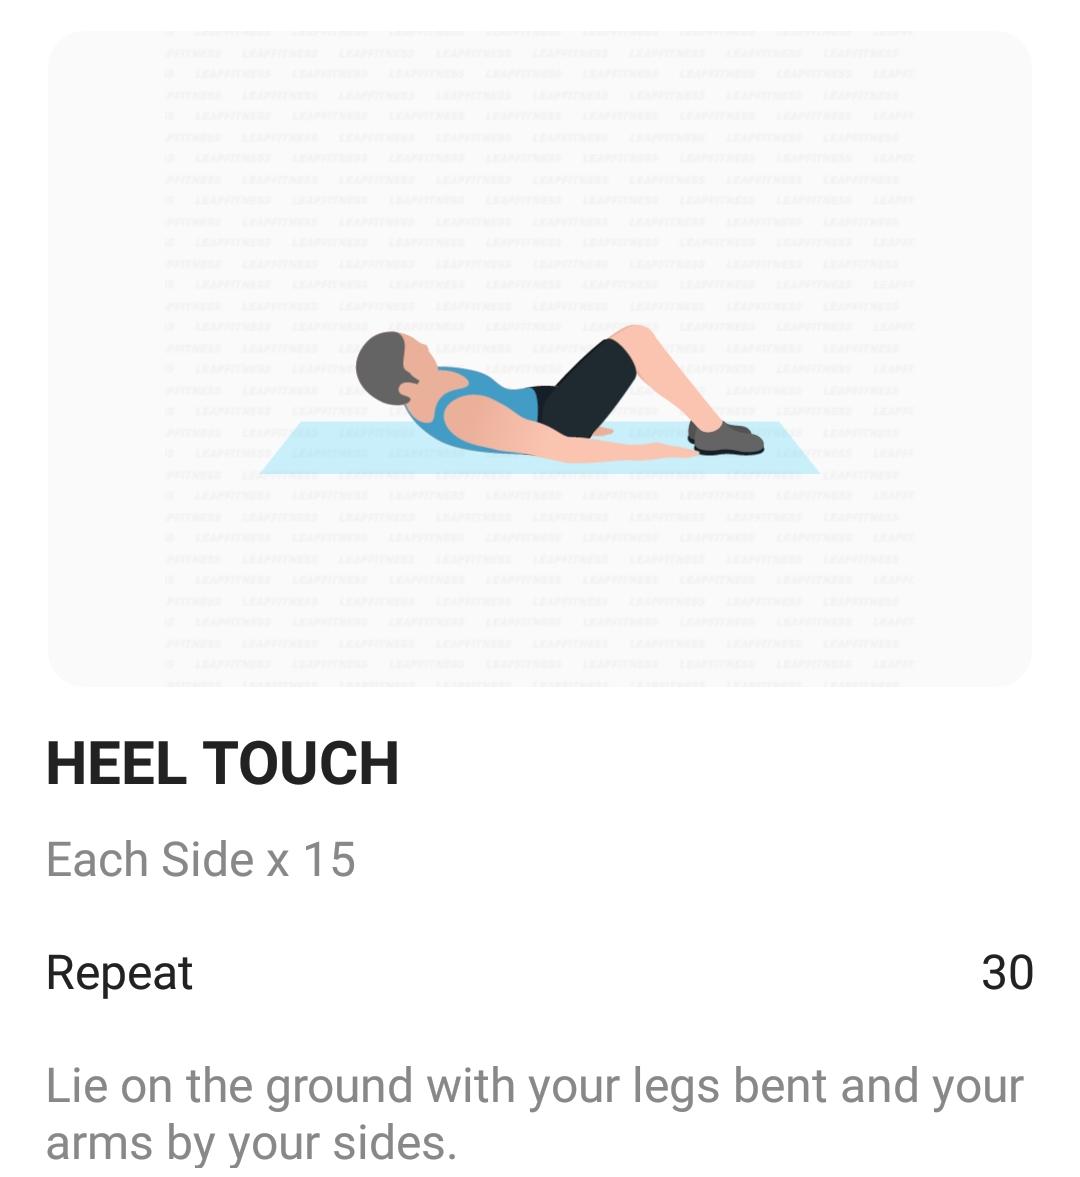 HEEL TOUCH
Each Side x 15
Repeat 30
Lie on the ground with your legs bent and your
arms by your sides.